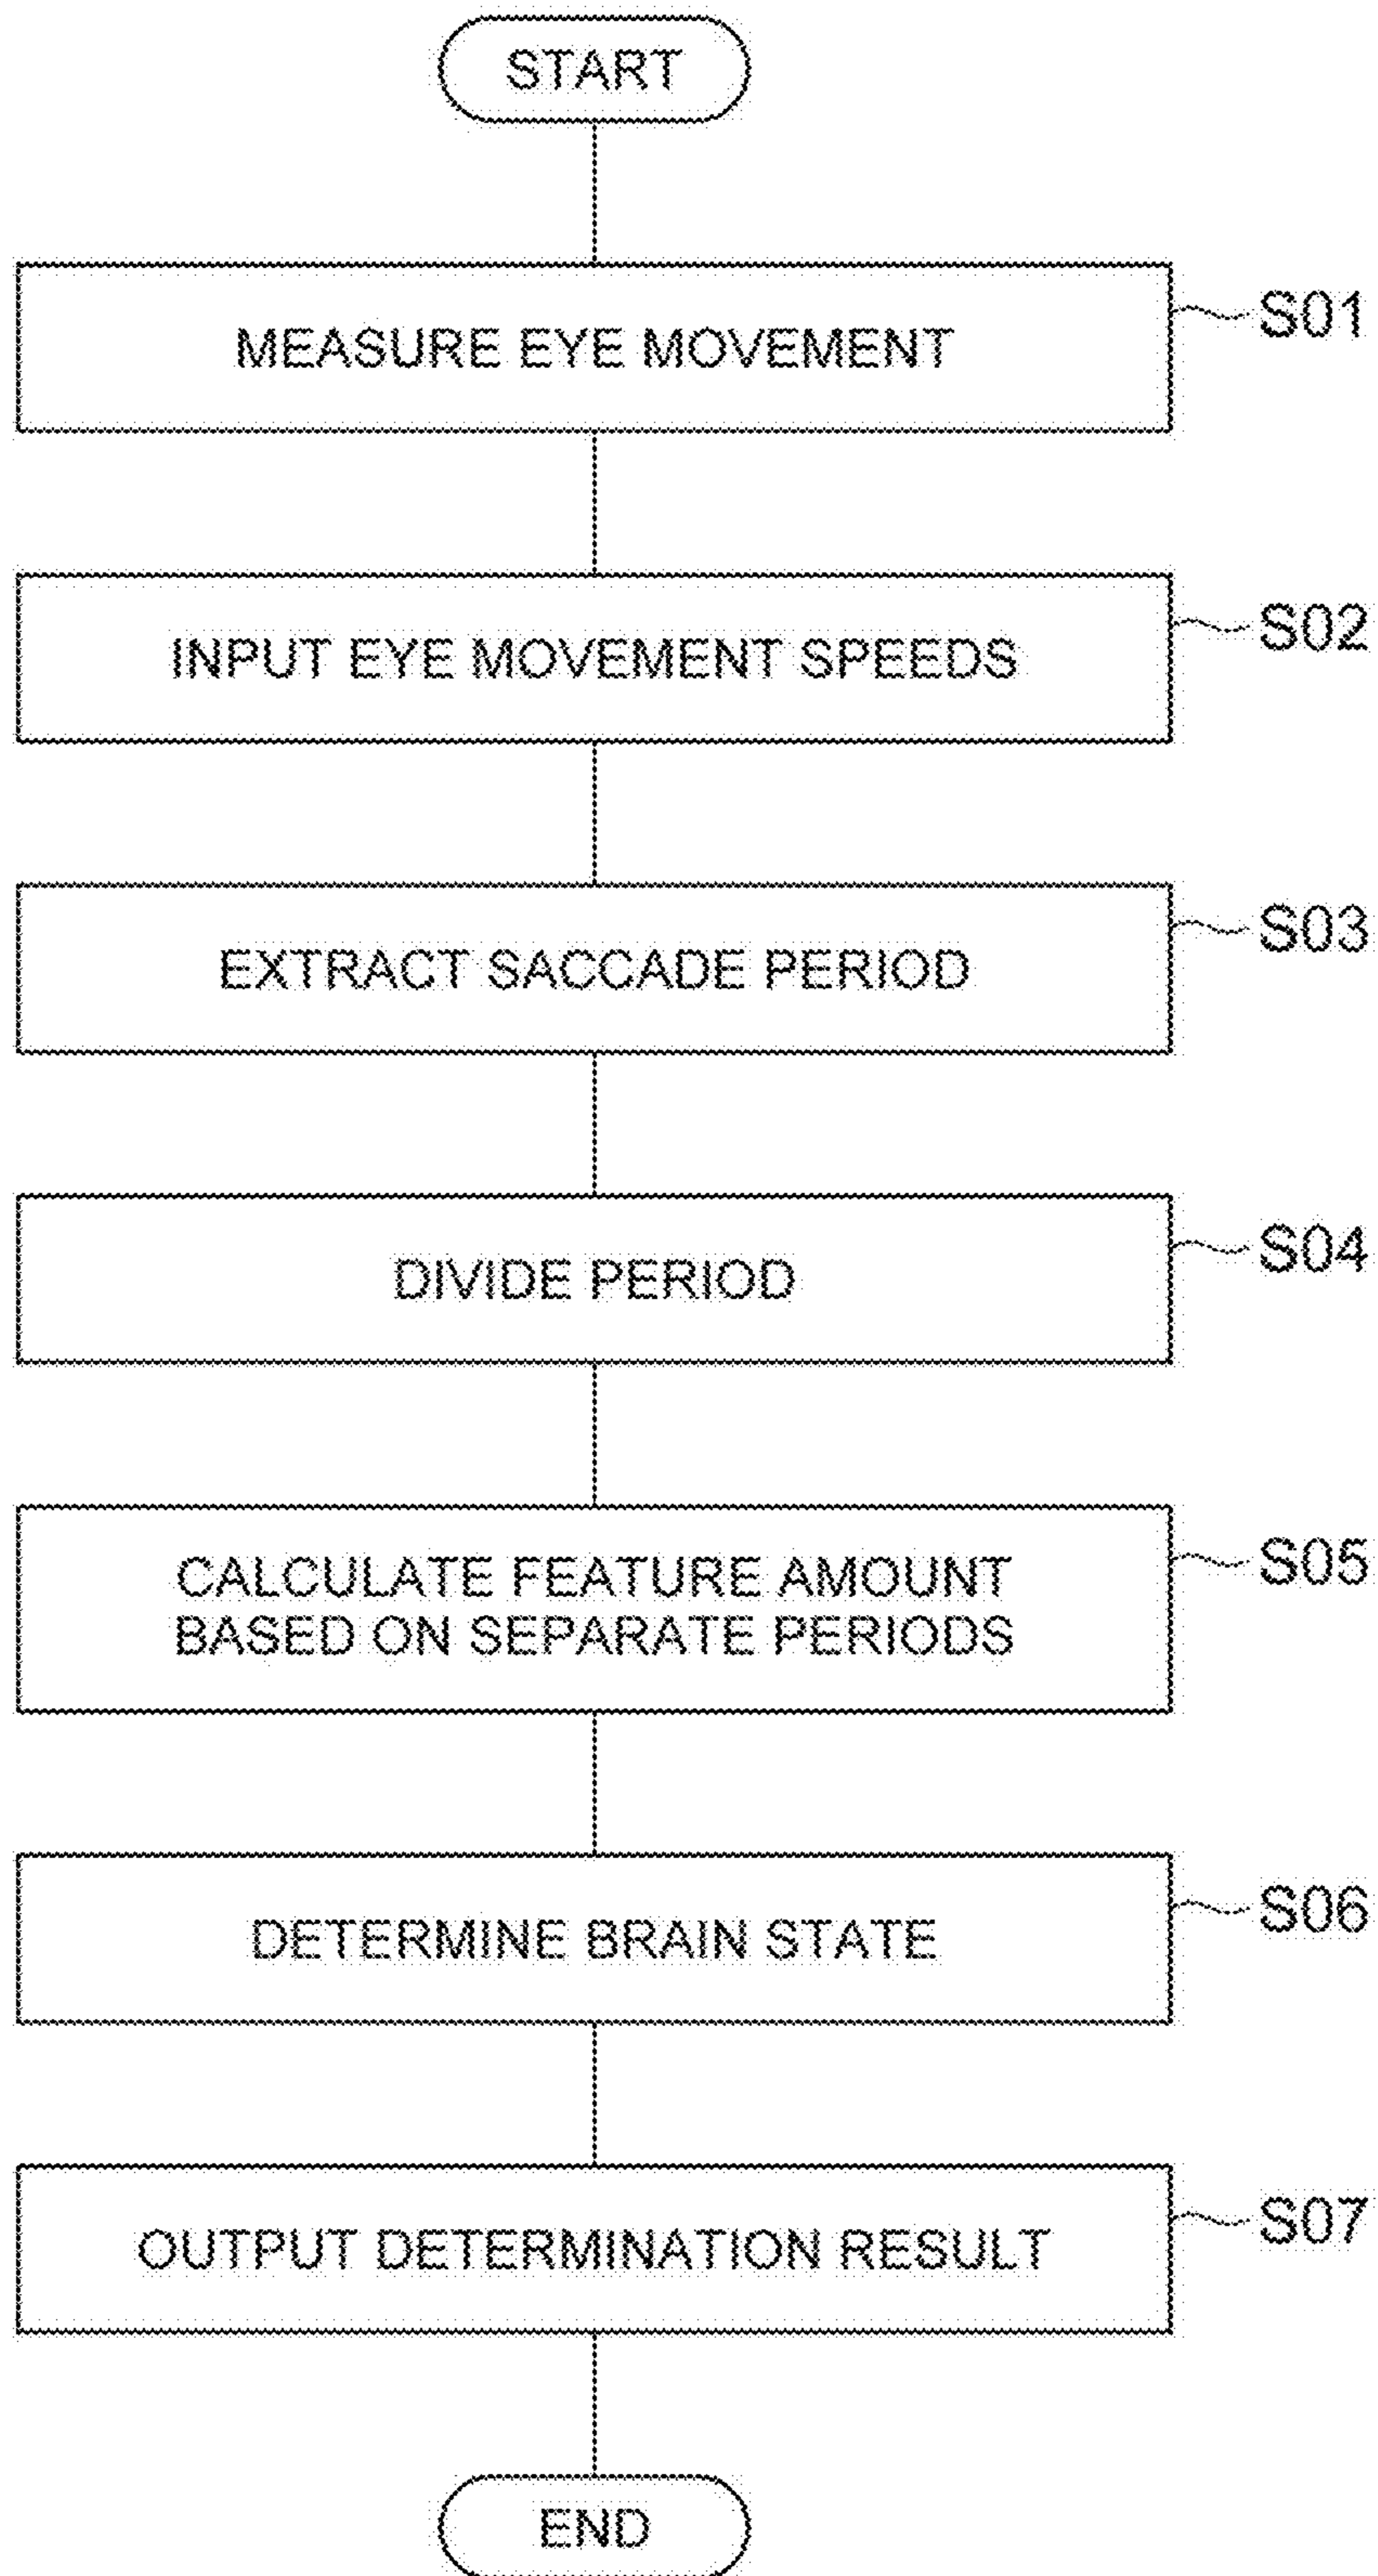 START
MEASURE EYE MOVEMENT
S01
INPUT EYE MOVEMENT SPEEDS
S02
EXTRACT SACCADE PERIOD
S03
DIVIDE PERIOD
S04
CALCULATE FEATURE AMOUNT
BASED ON SEPARATE PERIODS
S05
DETERMINE BRAIN STATE
S06
OUTPUT DETERMINATION RESULT
S07
END